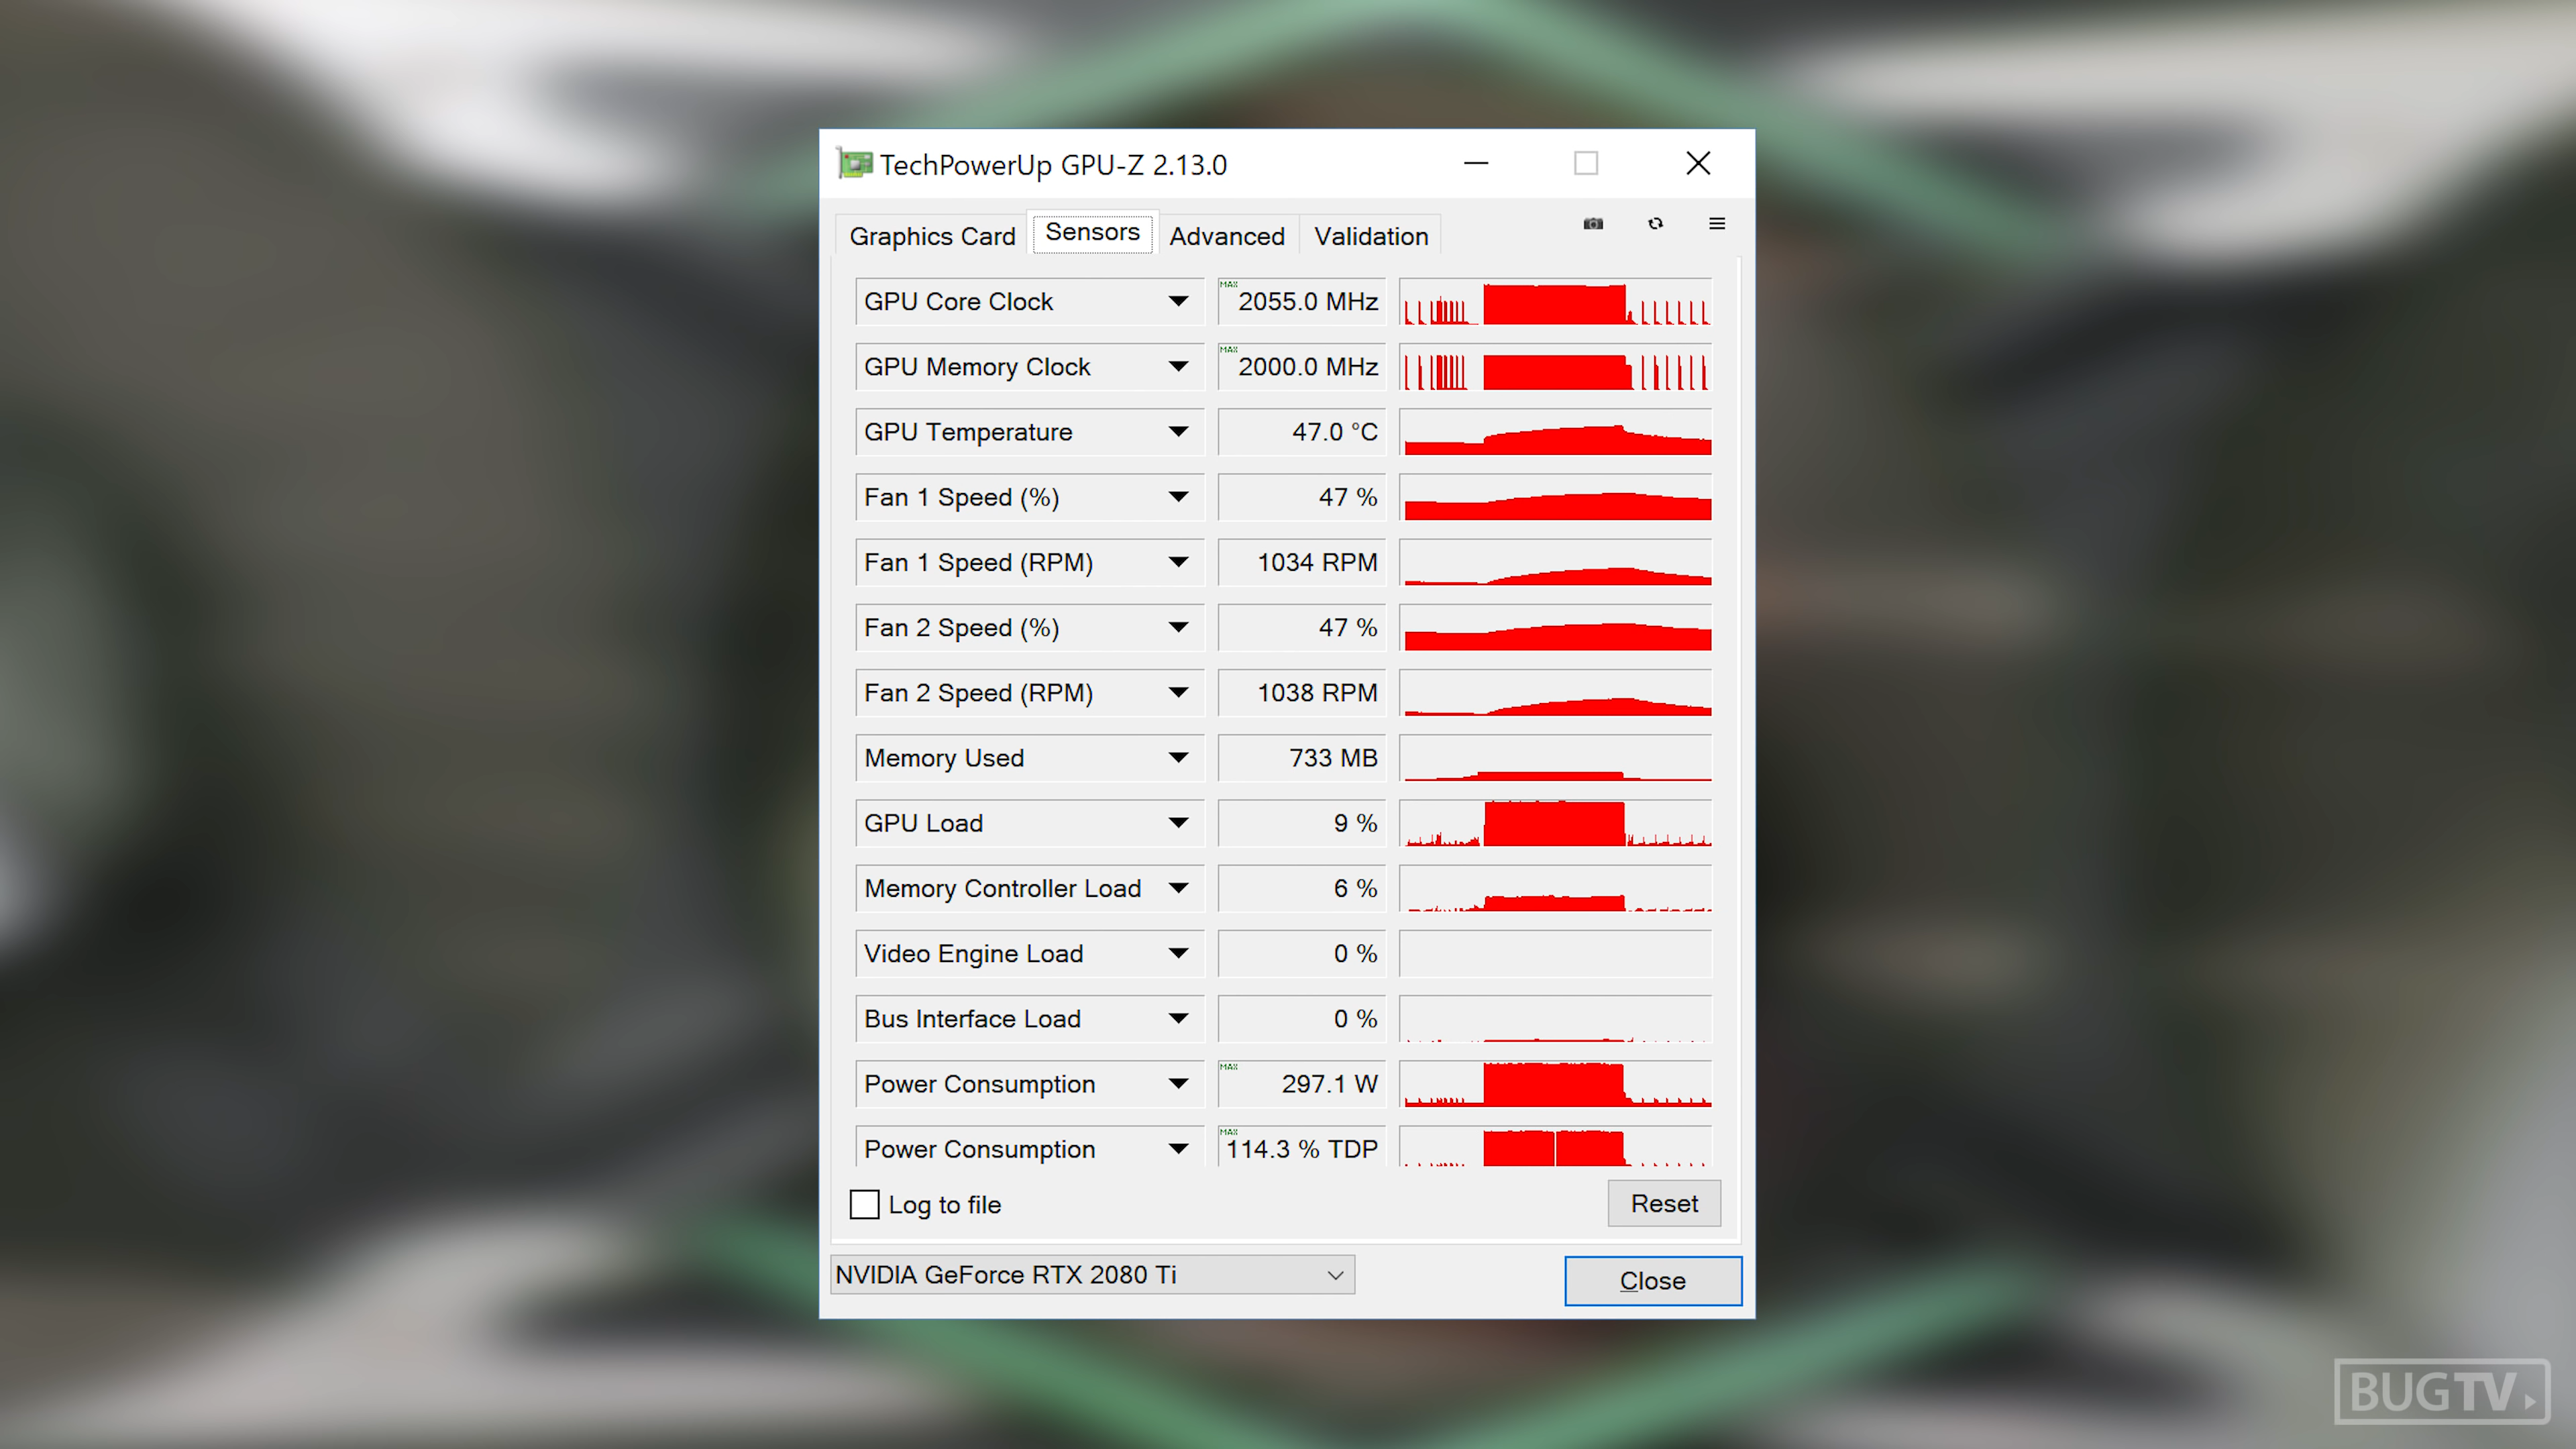 TechPowerUp GPU-Z 2.13.0
Graphics Card Sensors Advanced Validation
GPU Core Clock MAX 2055.0 MHz
GPU Memory Clock MAX 2000.0 MHz
GPU Temperature 47.0 °C
Fan 1 Speed (%) 47 %
Fan 1 Speed (RPM) 1034 RPM
Fan 2 Speed (%) 47 %
Fan 2 Speed (RPM) 1038 RPM
Memory Used 733 MB
GPU Load 9 %
Memory Controller Load 6 %
Video Engine Load 0 %
Bus Interface Load 0 %
Power Consumption MAX 297.1 W
Power Consumption MAX 114.3 % TDP
Log to file Reset
NVIDIA GeForce RTX 2080 Ti Close
BUGTV